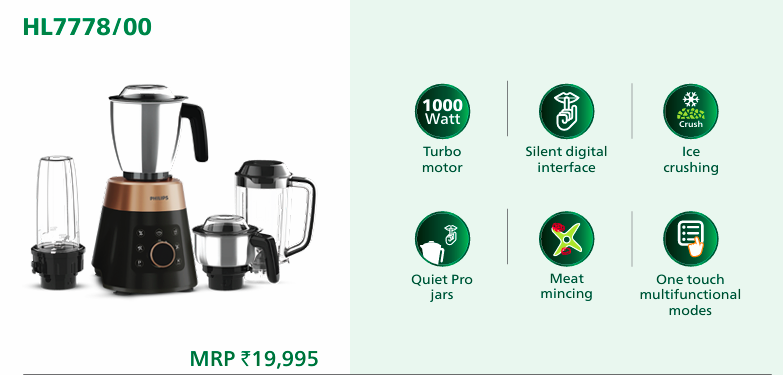 HL7778/00
PHILIPS
MRP ₹19,995
1000
Watt
Turbo
motor
Silent digital
interface
Crush
Ice
crushing
Quiet Pro
jars
Meat
mincing
One touch
multifunctional
modes